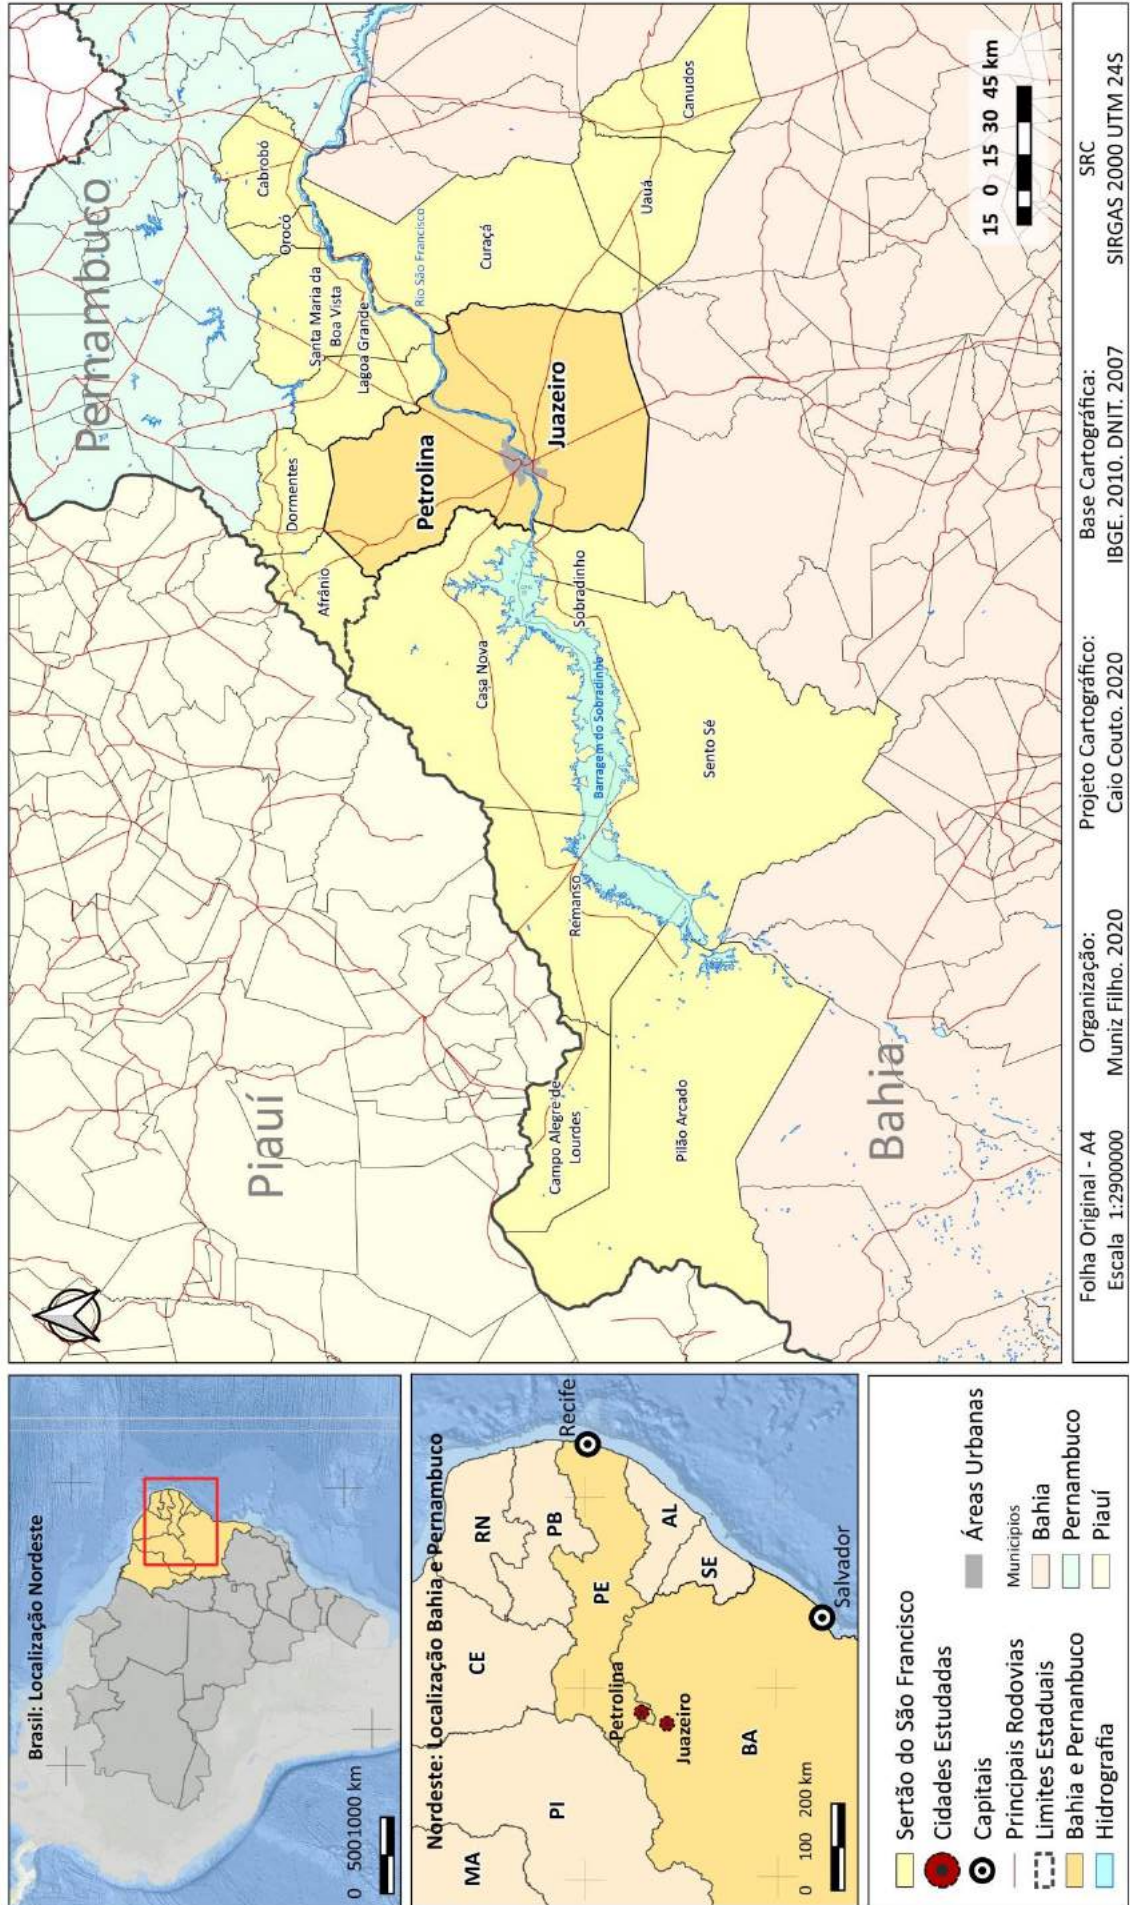 Brasil: Localização Nordeste
0 5001000 km
Nordeste: Localização Bahia e Pernambuco
MA
PI
CE
RN
PB
PE
AL
SE
BA
Petrolina
Juazeiro
Recife
Salvador
0 100 200 km
Sertão do São Francisco
Cidades Estudadas
Capitais
Principais Rodovias
Limites Estaduais
Bahia e Pernanbuco
Hidrografia
Áreas Urbanas
Municipios
Bahia
Pernambuco
Piauí
Piauí
Pernambuco
Bahia
Cabrobó
Orocó
Santa Maria da
Boa Vista
Lagoa Grande
Dormentes
Afrânio
Petrolina
Juazeiro
Rio São Francisco
Curaçá
Uauá
Canudos
Casa Nova
Sobradinho
Barragem do Sobradinho
Sento Sé
Remanso
Campo Alegre de
Lourdes
Pilão Arcado
15 0 15 30 45 km
Folha Original - A4
Escala 1:2900000
Organização:
Muniz Filho. 2020
Projeto Cartográfico:
Caio Couto. 2020
Base Cartográfica:
IBGE. 2010. DNIT. 2007
SRC
SIRGAS 2000 UTM 24S